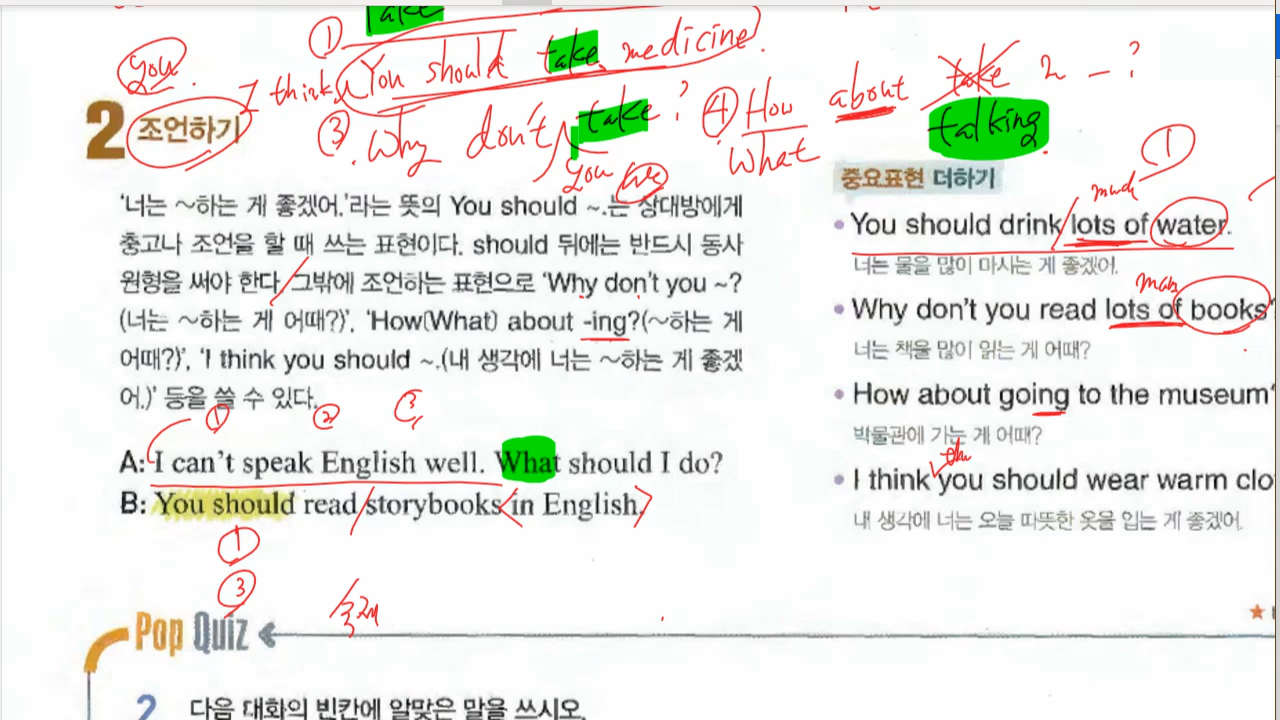 take
① You should take medicine.
you. I think
2 조언하기
③ Why don't you take? we
④ How about take 2 - ?
What talking
'너는 ~하는 게 좋겠어.'라는 뜻의 You should ~.는 상대방에게
충고나 조언을 할 때 쓰는 표현이다. should 뒤에는 반드시 동사
원형을 써야 한다. 그밖에 조언하는 표현으로 'Why don't you ~?
(너는 ~하는 게 어때?)', 'How(What) about -ing?(~하는 게
어때?)', 'I think you should ~.(내 생각에 너는 ~하는 게 좋겠
어.)' 등을 쓸 수 있다.
① ② ③
A: I can't speak English well. What should I do?
B: You should read storybooks in English.
①
③
중요표현 더하기
much ①
• You should drink lots of water.
너는 물을 많이 마시는 게 좋겠어.
• Why don't you read lots of books
너는 책을 많이 읽는 게 어때?
• How about going to the museum
박물관에 가는 게 어때?
• I think you should wear warm clo
내 생각에 너는 오늘 따뜻한 옷을 입는 게 좋겠어.
Pop Quiz
2 다음 대화의 빈칸에 알맞은 말을 쓰시오.